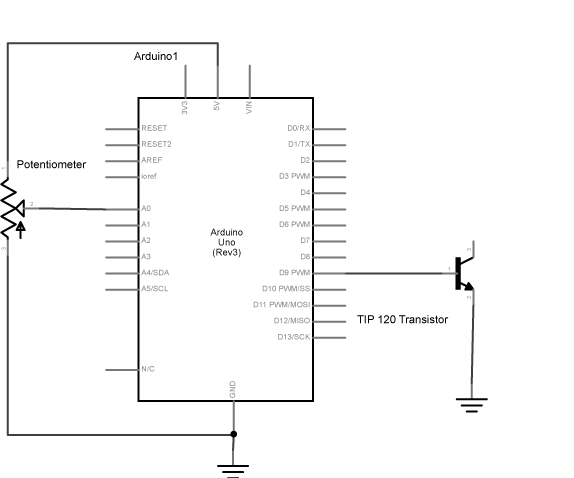 Arduino1
3V3
5V
VIN
RESET
RESET2
AREF
ioref
A0
A1
A2
A3
A4/SDA
A5/SCL
N/C
D0/RX
D1/TX
D2
D3 PWM
D4
D5 PWM
D6 PWM
D7
D8
D9 PWM
D10 PWM/SS
D11 PWM/MOSI
D12/MISO
D13/SCK
Arduino
Uno
(Rev3)
GND
Potentiometer
1
2
3
TIP 120 Transistor
1
2
3